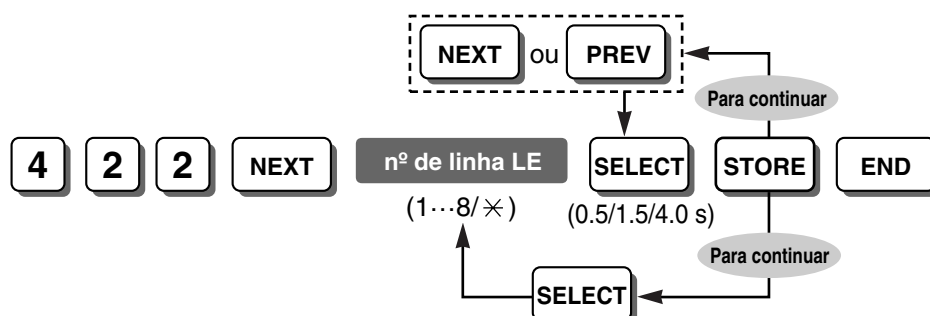 NEXT ou PREV
Para continuar
4 2 2 NEXT nº de linha LE SELECT STORE END
(1···8/✳) (0.5/1.5/4.0 s)
Para continuar
SELECT